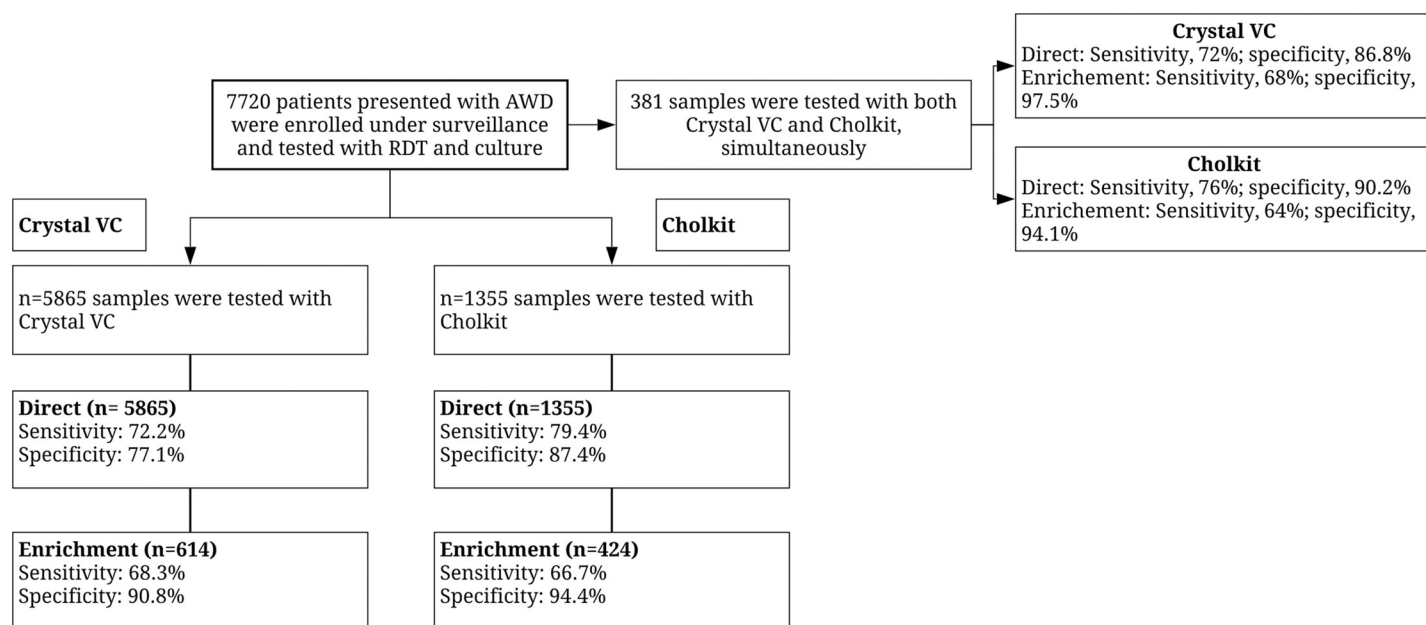 7720 patients presented with AWD
were enrolled under surveillance
and tested with RDT and culture
381 samples were tested with both
Crystal VC and Cholkit,
simultaneously
Crystal VC
Direct: Sensitivity, 72%; specificity, 86.8%
Enrichement: Sensitivity, 68%; specificity,
97.5%
Cholkit
Direct: Sensitivity, 76%; specificity, 90.2%
Enrichement: Sensitivity, 64%; specificity,
94.1%
Crystal VC
n=5865 samples were tested with
Crystal VC
Direct (n= 5865)
Sensitivity: 72.2%
Specificity: 77.1%
Enrichment (n=614)
Sensitivity: 68.3%
Specificity: 90.8%
Cholkit
n=1355 samples were tested with
Cholkit
Direct (n=1355)
Sensitivity: 79.4%
Specificity: 87.4%
Enrichment (n=424)
Sensitivity: 66.7%
Specificity: 94.4%